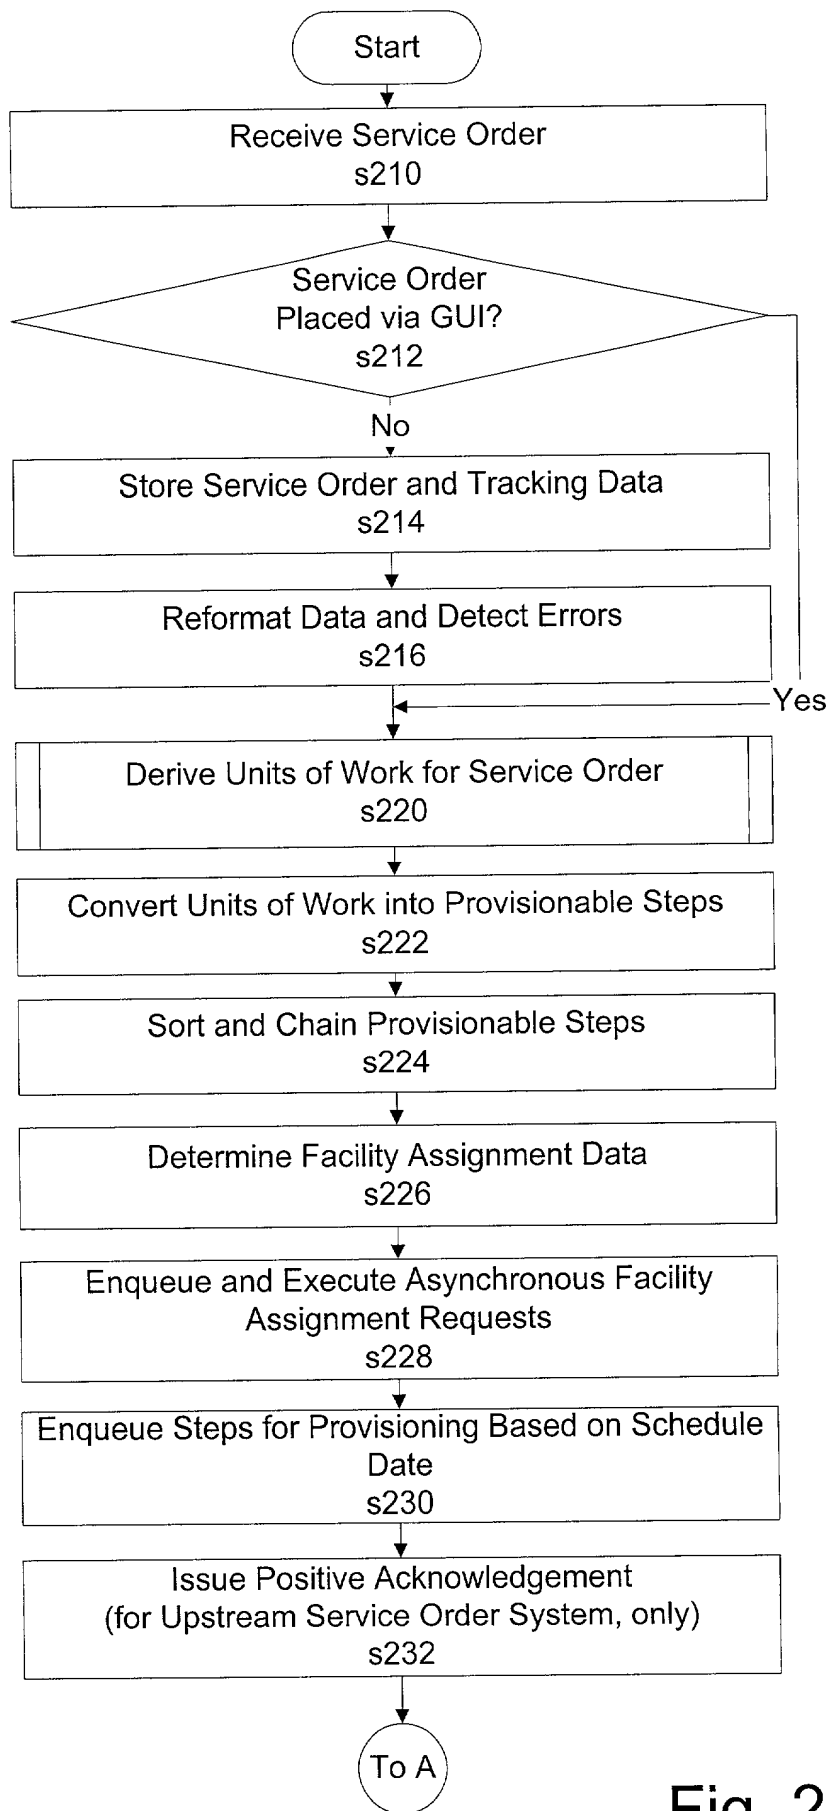 Start
Receive Service Order
s210
Service Order
Placed via GUI?
s212
No
Store Service Order and Tracking Data
s214
Reformat Data and Detect Errors
s216
Yes
Derive Units of Work for Service Order
s220
Convert Units of Work into Provisionable Steps
s222
Sort and Chain Provisionable Steps
s224
Determine Facility Assignment Data
s226
Enqueue and Execute Asynchronous Facility
Assignment Requests
s228
Enqueue Steps for Provisioning Based on Schedule
Date
s230
Issue Positive Acknowledgement
(for Upstream Service Order System, only)
s232
To A
Fig. 2